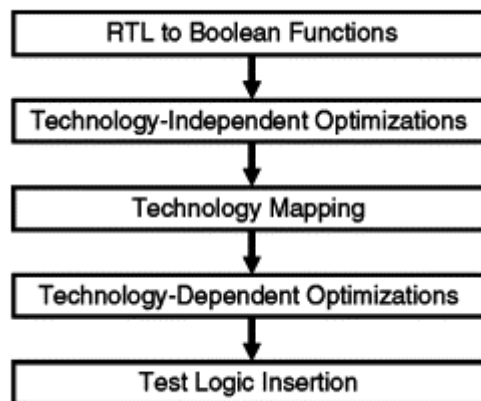 RTL to Boolean Functions
Technology-Independent Optimizations
Technology Mapping
Technology-Dependent Optimizations
Test Logic Insertion